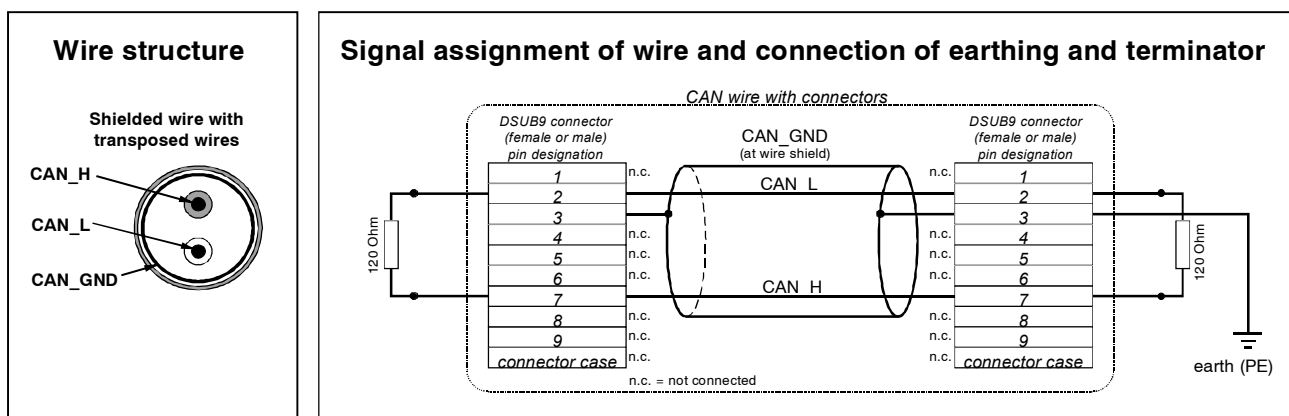 Wire structure
Shielded wire with
transposed wires
CAN_H
CAN_L
CAN_GND
Signal assignment of wire and connection of earthing and terminator
CAN wire with connectors
DSUB9 connector
(female or male)
pin designation
CAN_GND
(at wire shield)
DSUB9 connector
(female or male)
pin designation
1 n.c. n.c. 1
2 CAN_L 2
3 3
4 n.c. n.c. 4
5 n.c. n.c. 5
6 n.c. n.c. 6
7 CAN_H 7
8 n.c. n.c. 8
9 n.c. n.c. 9
connector case n.c. n.c. connector case
120 Ohm
120 Ohm
earth (PE)
n.c. = not connected